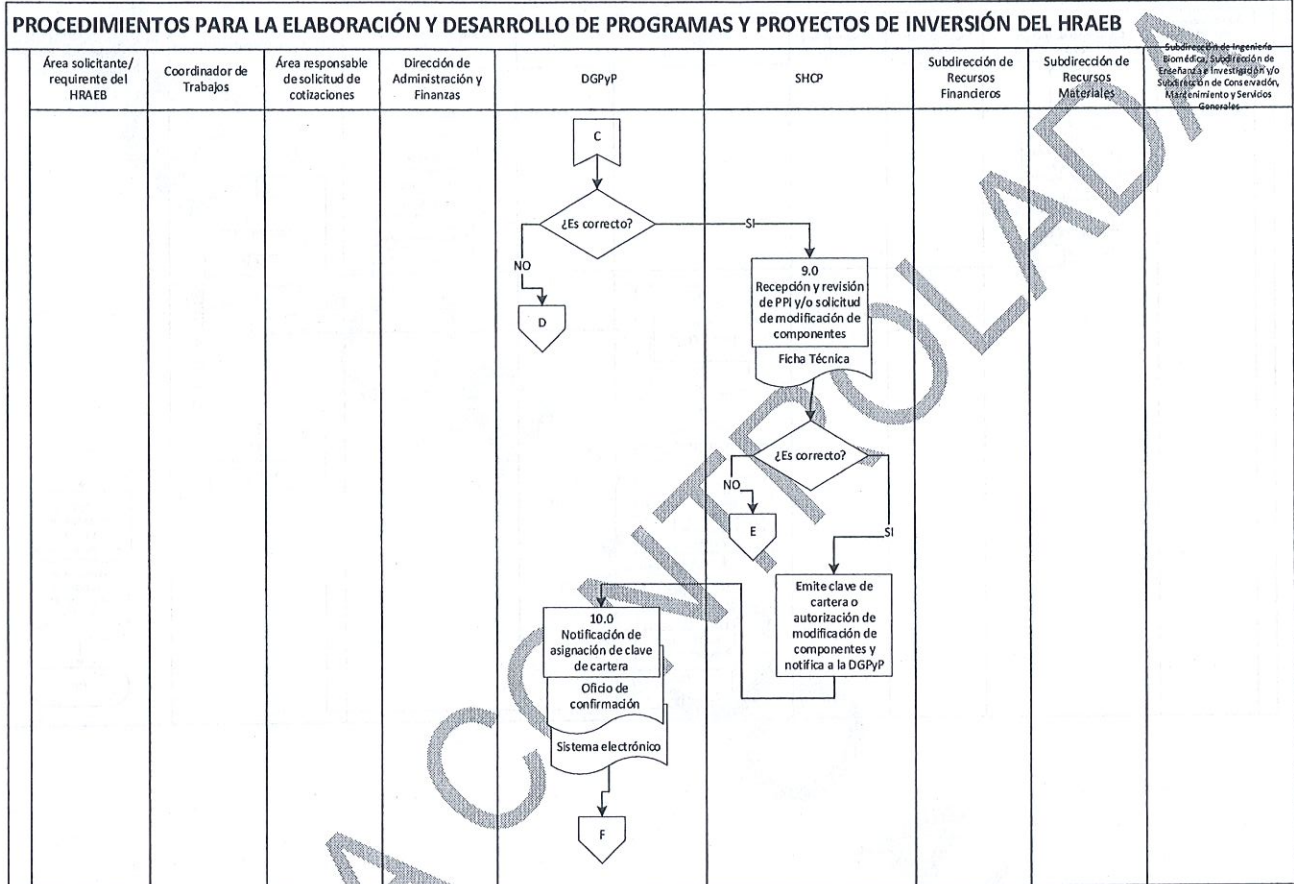 PROCEDIMIENTOS PARA LA ELABORACIÓN Y DESARROLLO DE PROGRAMAS Y PROYECTOS DE INVERSIÓN DEL HRAEB
Área solicitante/
requirente del
HRAEB
Coordinador de
Trabajos
Área responsable
de solicitud de
cotizaciones
Dirección de
Administración y
Finanzas
DGPyP
SHCP
Subdirección de
Recursos
Financieros
Subdirección de
Recursos
Materiales
Subdirección de Ingeniería
Biomédica, Subdirección de
Enseñanza e Investigación y/o
Subdirección de Conservación,
Mantenimiento y Servicios
Generales
C
¿Es correcto?
SI
NO
D
9.0
Recepción y revisión
de PPI y/o solicitud
de modificación de
componentes
Ficha Técnica
¿Es correcto?
NO
E
SI
Emite clave de
cartera o
autorización de
modificación de
componentes y
notifica a la DGPyP
10.0
Notificación de
asignación de clave
de cartera
Oficio de
confirmación
Sistema electrónico
F
A CONTROLADA